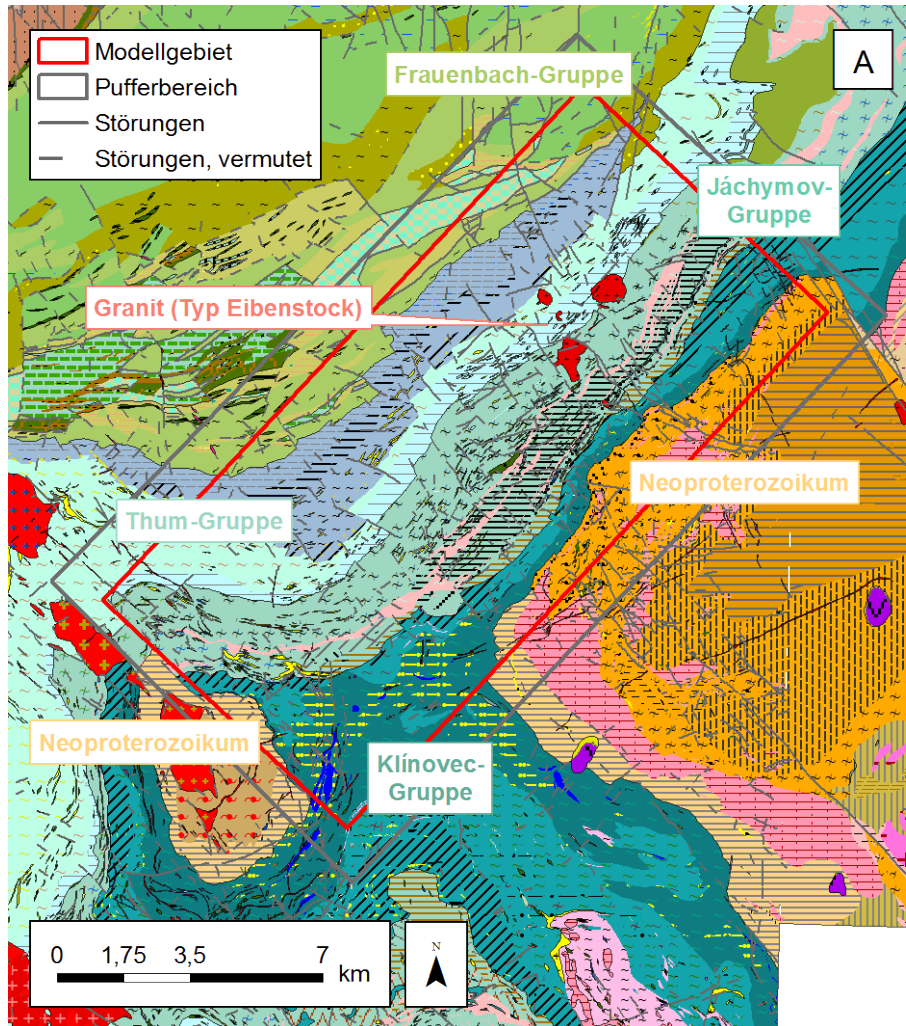 Modellgebiet
Pufferbereich
Störungen
Störungen, vermutet
A
Frauenbach-Gruppe
Jáchymov-
Gruppe
Granit (Typ Eibenstock)
Neoproterozoikum
Thum-Gruppe
Neoproterozoikum
Klínovec-
Gruppe
0 1,75 3,5 7
km
N